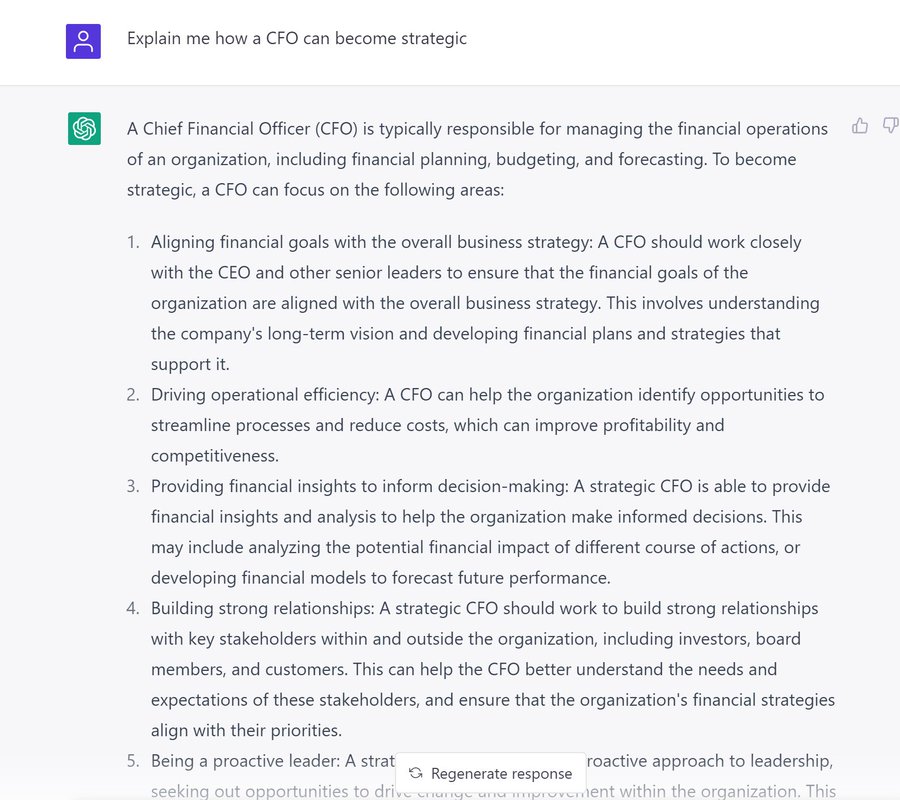 Explain me how a CFO can become strategic
A Chief Financial Officer (CFO) is typically responsible for managing the financial operations
of an organization, including financial planning, budgeting, and forecasting. To become
strategic, a CFO can focus on the following areas:
1. Aligning financial goals with the overall business strategy: A CFO should work closely
with the CEO and other senior leaders to ensure that the financial goals of the
organization are aligned with the overall business strategy. This involves understanding
the company's long-term vision and developing financial plans and strategies that
support it.
2. Driving operational efficiency: A CFO can help the organization identify opportunities to
streamline processes and reduce costs, which can improve profitability and
competitiveness.
3. Providing financial insights to inform decision-making: A strategic CFO is able to provide
financial insights and analysis to help the organization make informed decisions. This
may include analyzing the potential financial impact of different course of actions, or
developing financial models to forecast future performance.
4. Building strong relationships: A strategic CFO should work to build strong relationships
with key stakeholders within and outside the organization, including investors, board
members, and customers. This can help the CFO better understand the needs and
expectations of these stakeholders, and ensure that the organization's financial strategies
align with their priorities.
5. Being a proactive leader: A strat roactive approach to leadership,
Regenerate response
seeking out opportunities to drive change and improvement within the organization. This